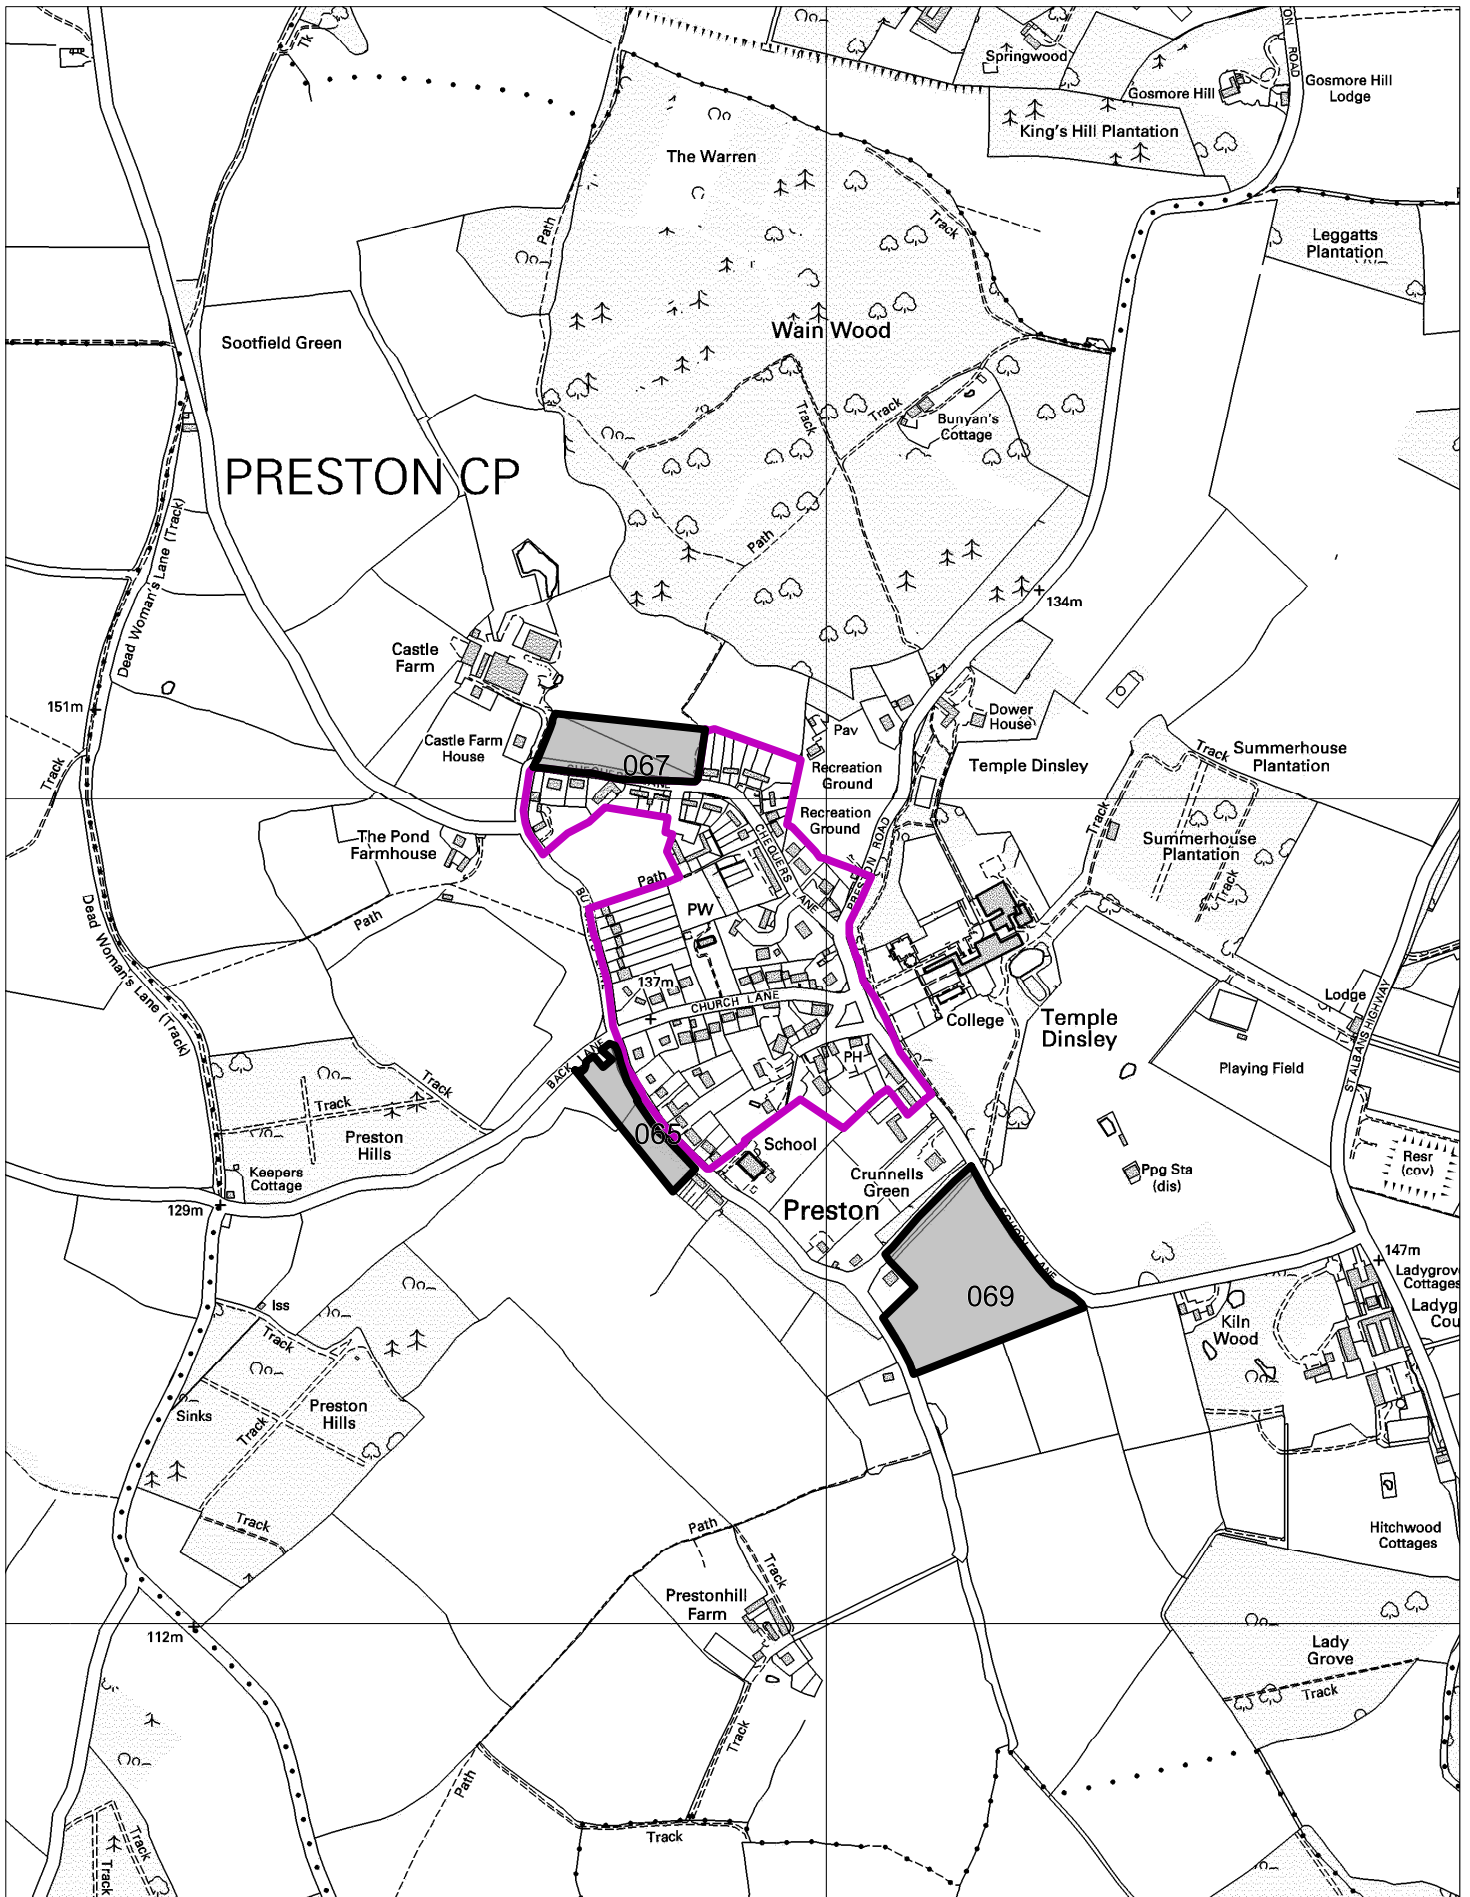 Tk
ON ROAD
Springwood
Gosmore Hill
Gosmore Hill
Lodge
King's Hill Plantation
The Warren
Path
Track
Leggatts
Plantation
Sootfield Green
Wain Wood
Track
Track
Bunyan's
Cottage
PRESTON CP
Path
Dead Woman's Lane (Track)
134m
Castle
Farm
151m
Dower
House
Pav
Castle Farm
House
067
Recreation
Ground
Temple Dinsley
Track
Summerhouse
Plantation
Track
Recreation
Ground
The Pond
Farmhouse
CHEQUERS
LANE
PRESTON ROAD
Track
Summerhouse
Plantation
Track
Path
PW
Path
Dead Woman's Lane (Track)
137m
CHURCH LANE
College
Temple
Dinsley
Lodge
ST ALBANS HIGHWAY
BACK LANE
PH
Playing Field
Track
Track
Preston
Hills
065
School
Keepers
Cottage
Crunnells
Green
Ppg Sta
(dis)
Resr
(cov)
129m
Preston
SCHOOL LANE
147m
Ladygrove
Cottages
069
Iss
Track
Kiln
Wood
Ladyg
Cou
Sinks
Track
Preston
Hills
Track
Path
Track
Hitchwood
Cottages
Prestonhill
Farm
112m
Lady
Grove
Track
Track
Path
Track
Track
Track